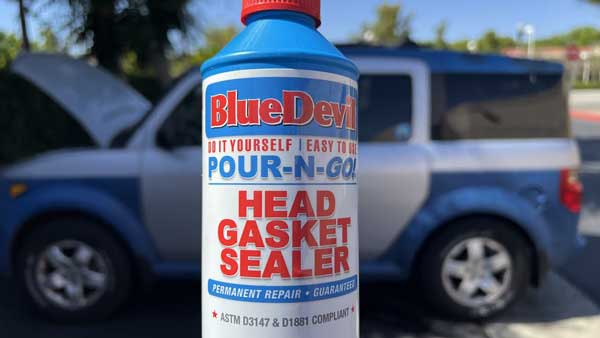 BlueDevil
DO IT YOURSELF | EASY TO USE
POUR-N-GO!
HEAD
GASKET
SEALER
PERMANENT REPAIR • GUARANTEED
★ ASTM D3147 & D1881 COMPLIANT ★